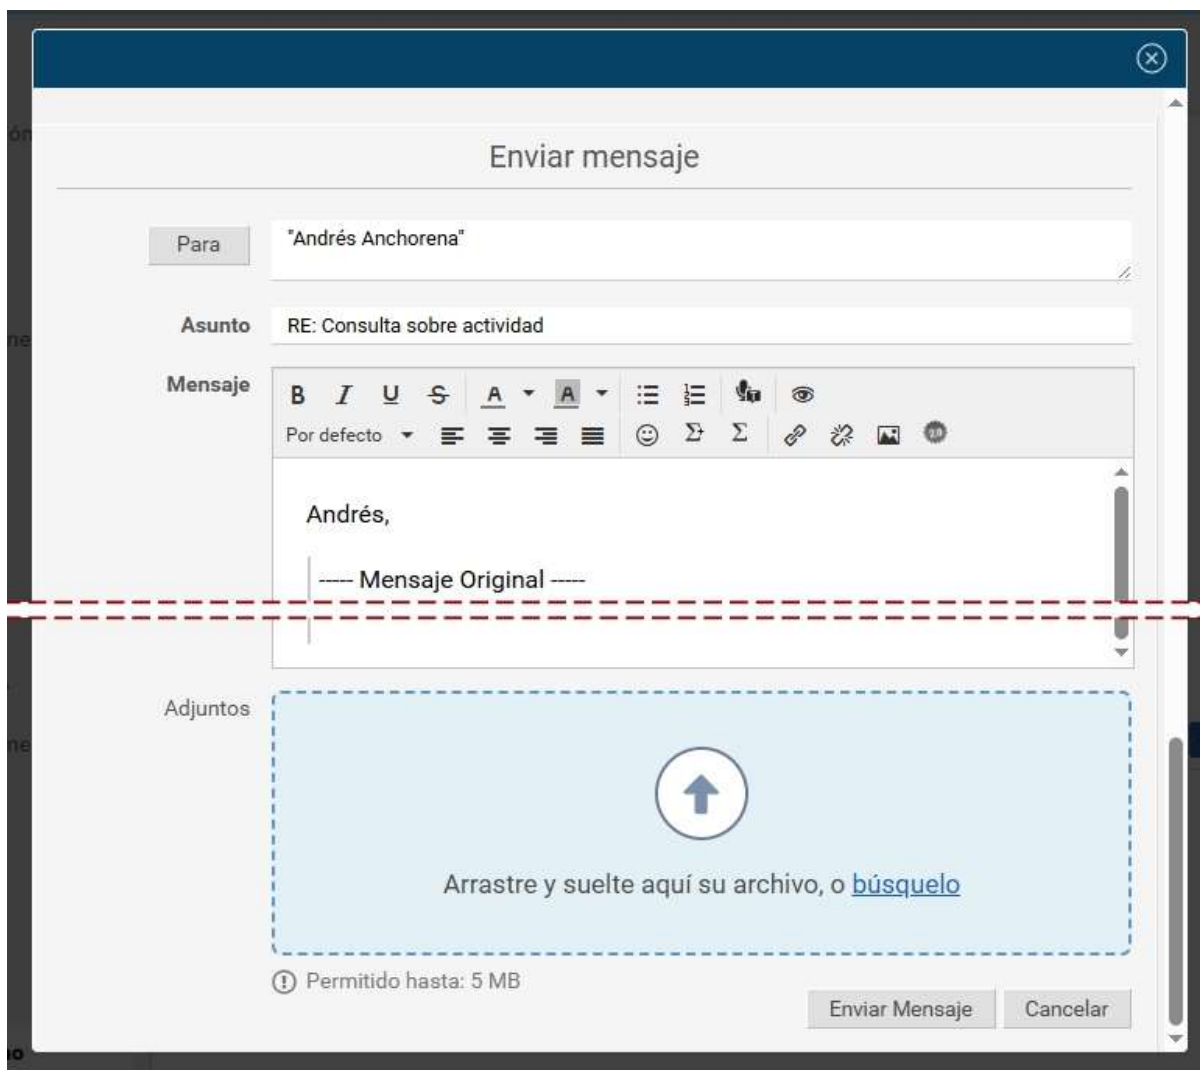 Enviar mensaje
Para
"Andrés Anchorena"
Asunto
RE: Consulta sobre actividad
Mensaje
B I U S A A
Por defecto
Andrés,
----- Mensaje Original -----
Adjuntos
Arrastre y suelte aquí su archivo, o búsquelo
Permitido hasta: 5 MB
Enviar Mensaje
Cancelar